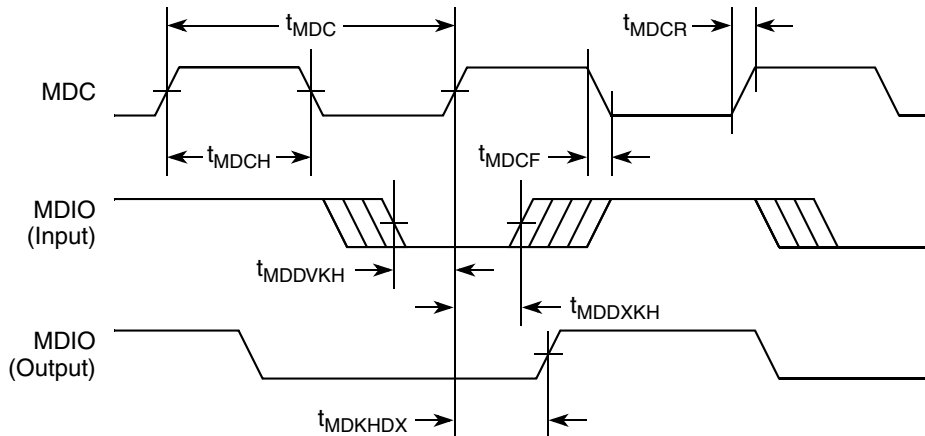 tMDC
tMDCR
MDC
tMDCH
tMDCF
MDIO
(Input)
tMDDVKH
tMDDXKH
MDIO
(Output)
tMDKHDX